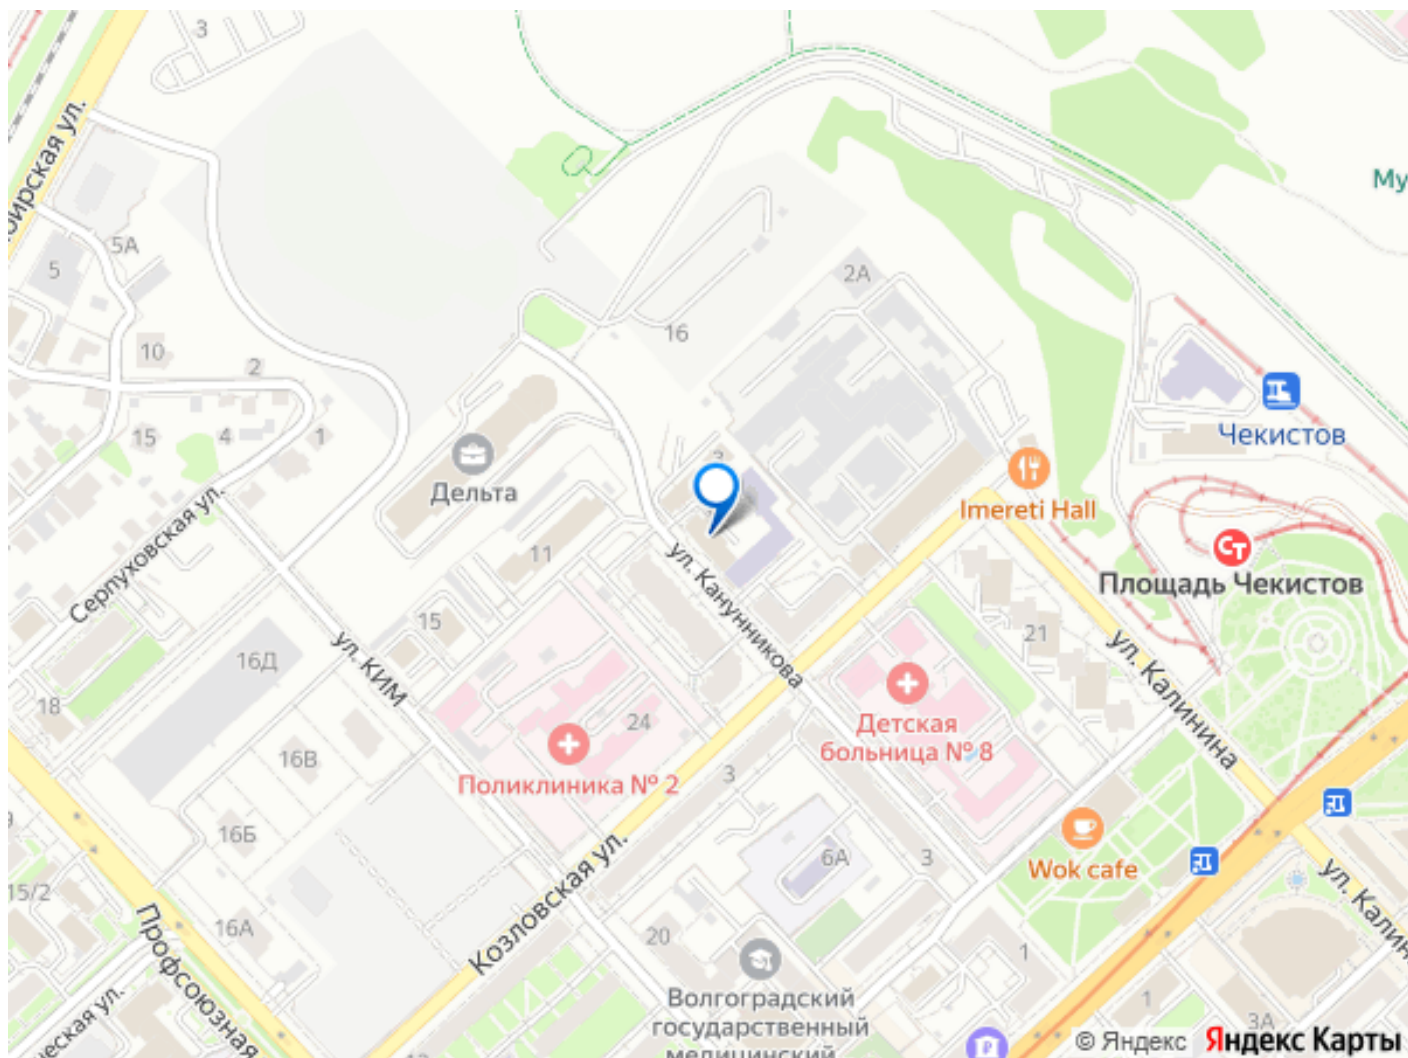 3
бирская ул.
5А
5
10
2
15
4
1
Серпуховская ул.
2А
16
3
Му
Чекистов
Дельта
Imereti Hall
Площадь Чекистов
11
ул. Канунникова
15
16Д
ул. КИМ
21
ул. Калинина
18
16В
24
Поликлиника № 2
Детская
больница № 8
3
16Б
6А
3
Wok cafe
15/2
Козловская ул.
ул. Калин
Профсоюзная
16А
20
1
Волгоградский
государственный
медицинский
ческая ул.
1
3А
© Яндекс Яндекс Карты